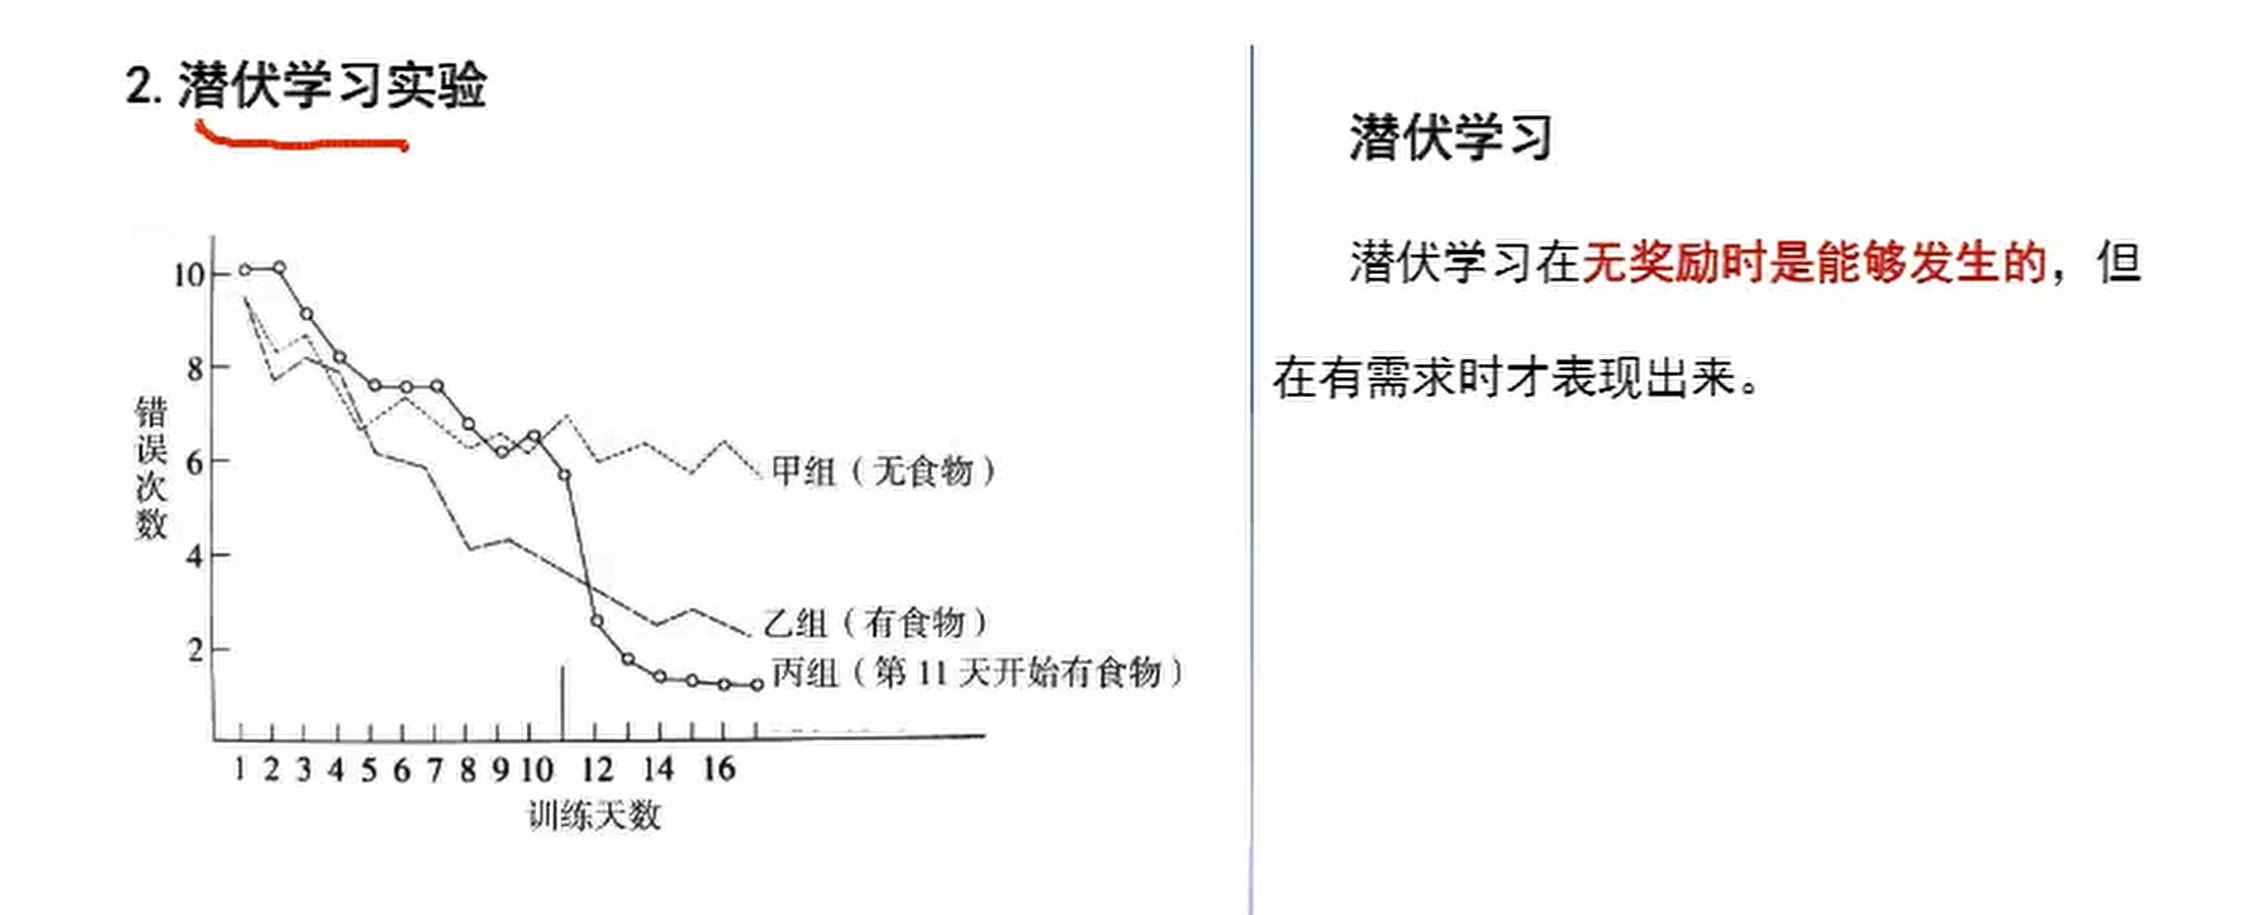 2. 潜伏学习实验
10
8
6
4
2
错误次数
甲组（无食物）
乙组（有食物）
丙组（第 11 天开始有食物）
1 2 3 4 5 6 7 8 9 10 12 14 16
训练天数
潜伏学习
潜伏学习在无奖励时是能够发生的，但
在有需求时才表现出来。